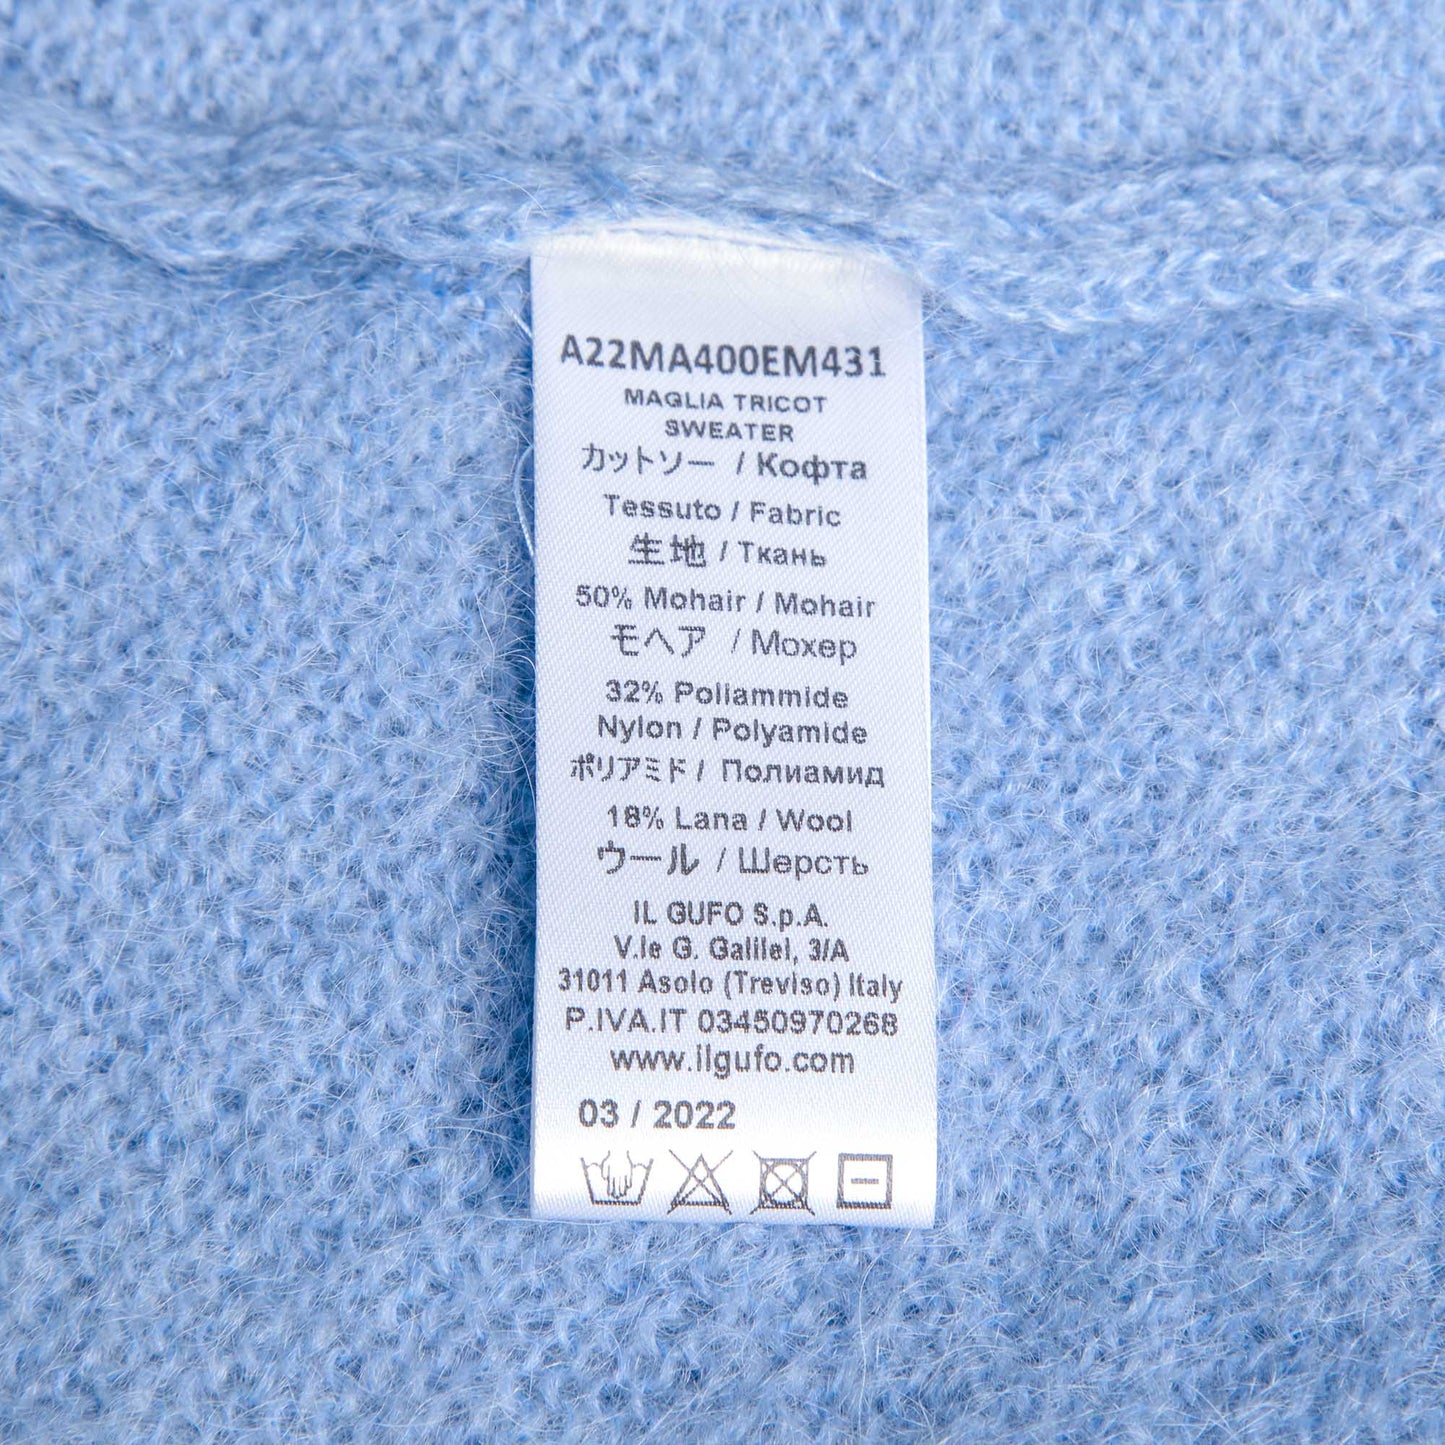 A22MA400EM431
MAGLIA TRICOT
SWEATER
カットソー / Кофта
Tessuto / Fabric
生地 / Ткань
50% Mohair / Mohair
モヘア / Мохер
32% Poliammide
Nylon / Polyamide
ポリアミド / Полиамид
18% Lana / Wool
ウール / Шерсть
IL GUFO S.p.A.
V.le G. Galilei, 3/A
31011 Asolo (Treviso) Italy
P.IVA.IT 03450970268
www.ilgufo.com
03 / 2022